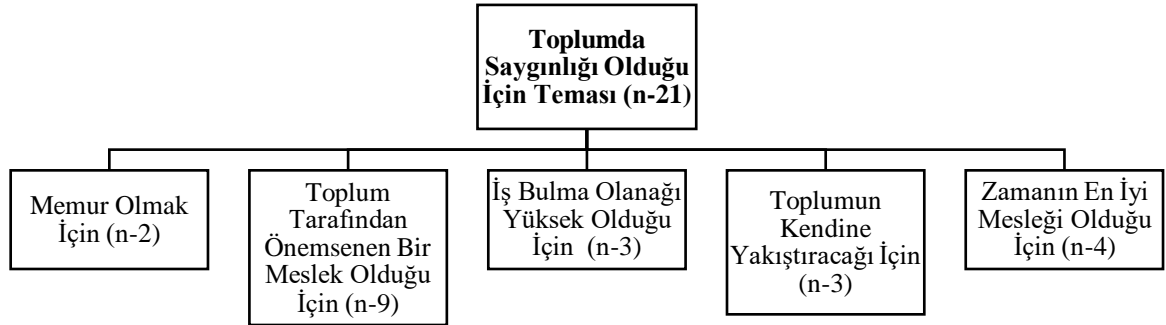 Toplumda
Saygınlığı Olduğu
İçin Teması (n-21)
Memur Olmak
İçin (n-2)
Toplum
Tarafından
Önemsenen Bir
Meslek Olduğu
İçin (n-9)
İş Bulma Olanağı
Yüksek Olduğu
İçin (n-3)
Toplumun
Kendine
Yakıştıracağı İçin
(n-3)
Zamanın En İyi
Mesleği Olduğu
İçin (n-4)